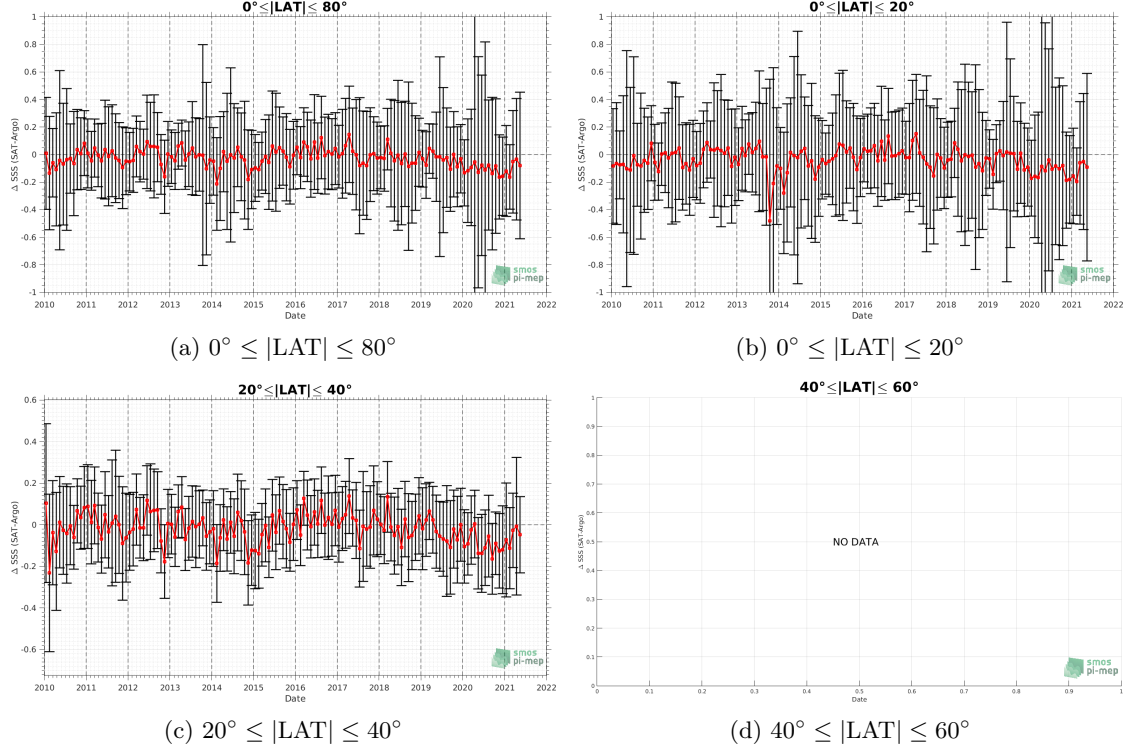 0°≤|LAT|≤ 80°
1
0.8
0.6
0.4
0.2
0
-0.2
-0.4
-0.6
-0.8
-1
Δ SSS (SAT-Argo)
2010 2011 2012 2013 2014 2015 2016 2017 2018 2019 2020 2021 2022
Date
smos
pi-mep
(a) 0° ≤ |LAT| ≤ 80°
0°≤|LAT|≤ 20°
1
0.8
0.6
0.4
0.2
0
-0.2
-0.4
-0.6
-0.8
-1
Δ SSS (SAT-Argo)
2010 2011 2012 2013 2014 2015 2016 2017 2018 2019 2020 2021 2022
Date
smos
pi-mep
(b) 0° ≤ |LAT| ≤ 20°
20°≤|LAT|≤ 40°
0.6
0.4
0.2
0
-0.2
-0.4
-0.6
Δ SSS (SAT-Argo)
2010 2011 2012 2013 2014 2015 2016 2017 2018 2019 2020 2021 2022
Date
smos
pi-mep
(c) 20° ≤ |LAT| ≤ 40°
40°≤|LAT|≤ 60°
1
0.9
0.8
0.7
0.6
0.5
0.4
0.3
0.2
0.1
0
Δ SSS (SAT-Argo)
NO DATA
0 0.1 0.2 0.3 0.4 0.5 0.6 0.7 0.8 0.9 1
Date
smos
pi-mep
(d) 40° ≤ |LAT| ≤ 60°